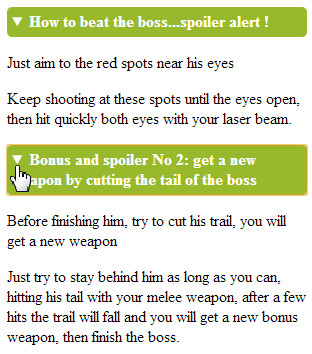 ▼ How to beat the boss...spoiler alert !
Just aim to the red spots near his eyes
Keep shooting at these spots until the eyes open,
then hit quickly both eyes with your laser beam.
▼ Bonus and spoiler No 2: get a new
apon by cutting the tail of the boss
Before finishing him, try to cut his trail, you will
get a new weapon
Just try to stay behind him as long as you can,
hitting his tail with your melee weapon, after a few
hits the trail will fall and you will get a new bonus
weapon, then finish the boss.